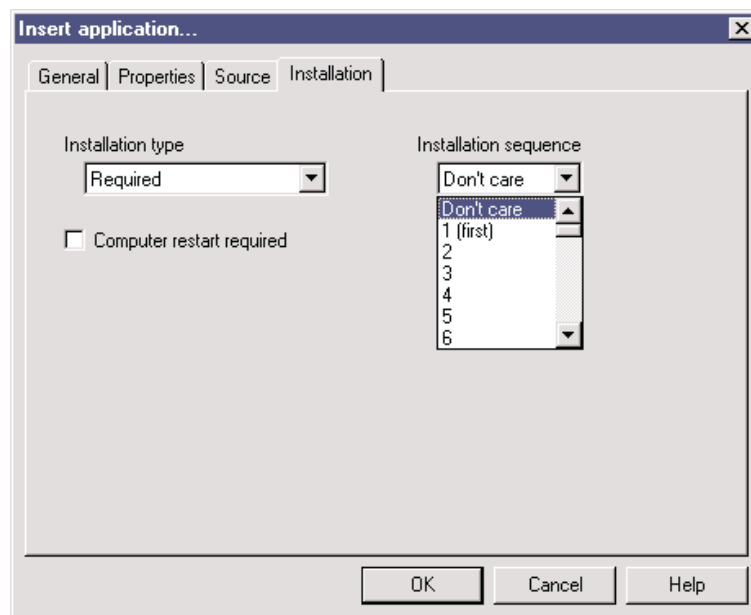 Insert application...
General Properties Source Installation
Installation type Installation sequence
Required Don't care
Don't care
Computer restart required 1 (first)
2
3
4
5
6
OK Cancel Help